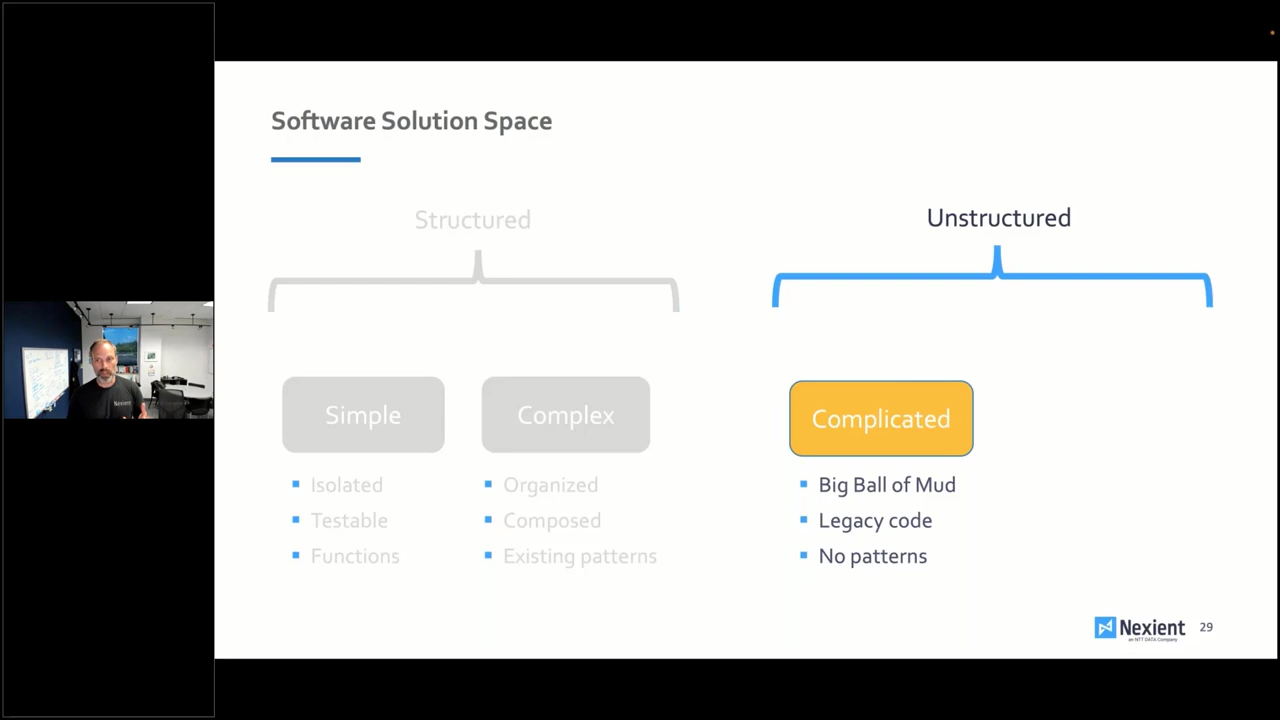 Software Solution Space
Structured
Unstructured
Simple
Complex
Complicated
Isolated
Testable
Functions
Organized
Composed
Existing patterns
Big Ball of Mud
Legacy code
No patterns
Nexient
an NTT DATA Company
29
Nexient